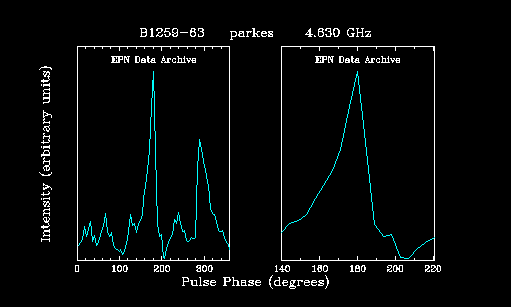 B1259-63 parkes 4.630 GHz
EPN Data Archive EPN Data Archive
Intensity (arbitrary units)
0 100 200 300 140 160 180 200 220
Pulse Phase (degrees)